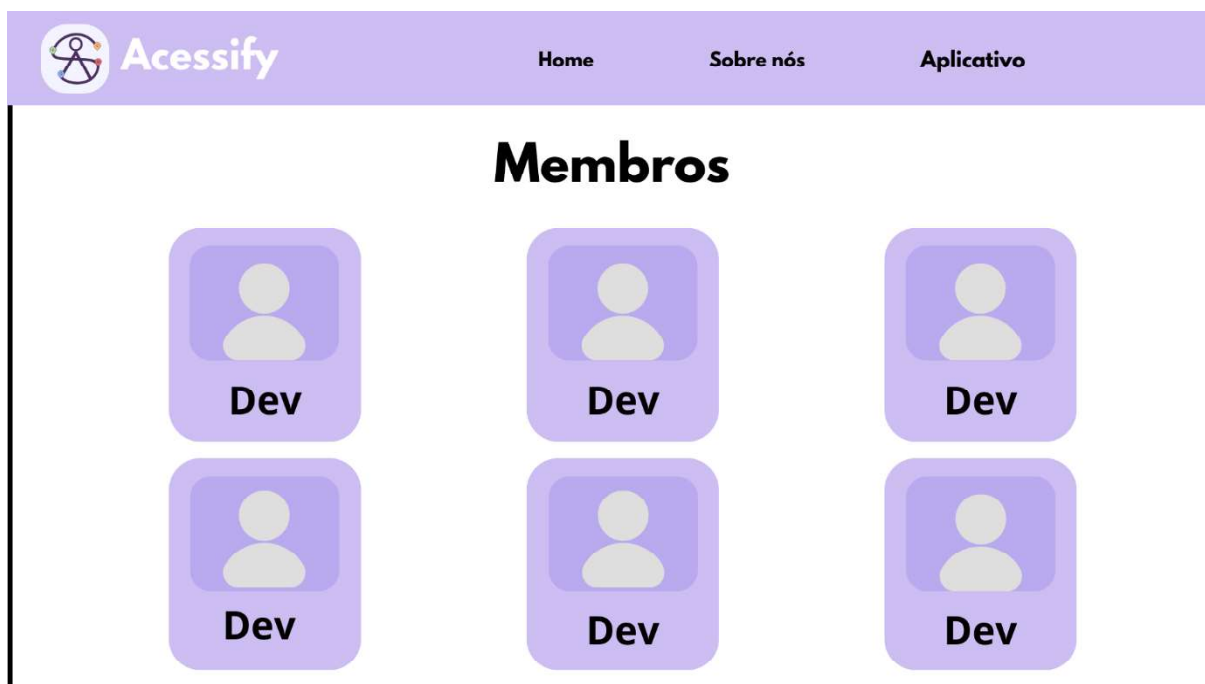 Acessify
Home
Sobre nós
Aplicativo
Membros
Dev
Dev
Dev
Dev
Dev
Dev